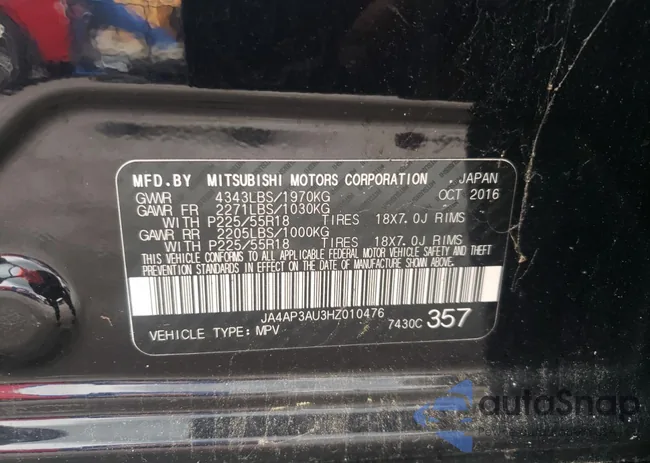 MFD.BY MITSUBISHI MOTORS CORPORATION . JAPAN
GVWR 4343LBS/1970KG OCT 2016
GAWR FR 2271LBS/1030KG
WITH P225/55R18 TIRES 18X7.0J RIMS
GAWR RR 2205LBS/1000KG
WITH P225/55R18 TIRES 18X7.0J RIMS
THIS VEHICLE CONFORMS TO ALL APPLICABLE FEDERAL MOTOR VEHICLE SAFETY AND THEFT
PREVENTION STANDARDS IN EFFECT ON THE DATE OF MANUFACTURE SHOWN ABOVE.
JA4AP3AU3HZ010476
VEHICLE TYPE: MPV 7430C 357
autoSnap